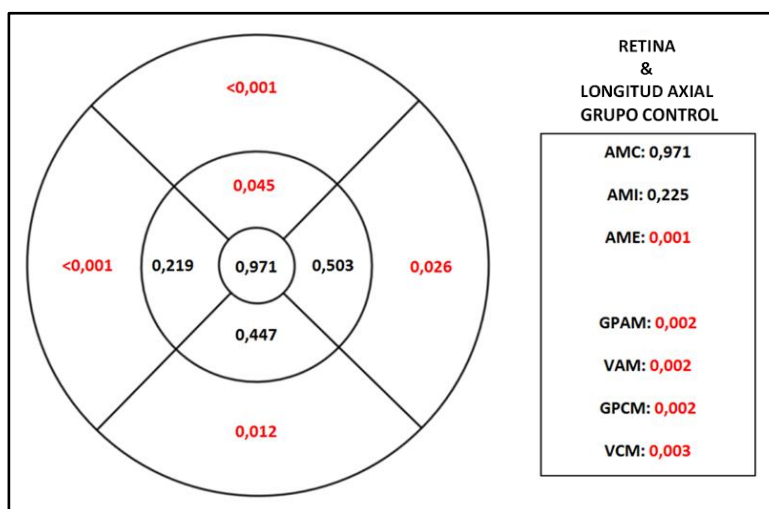 <0,001
0,045
<0,001
0,219
0,971
0,503
0,026
0,447
0,012
RETINA
&
LONGITUD AXIAL
GRUPO CONTROL
AMC: 0,971
AMI: 0,225
AME: 0,001
GPAM: 0,002
VAM: 0,002
GPCM: 0,002
VCM: 0,003